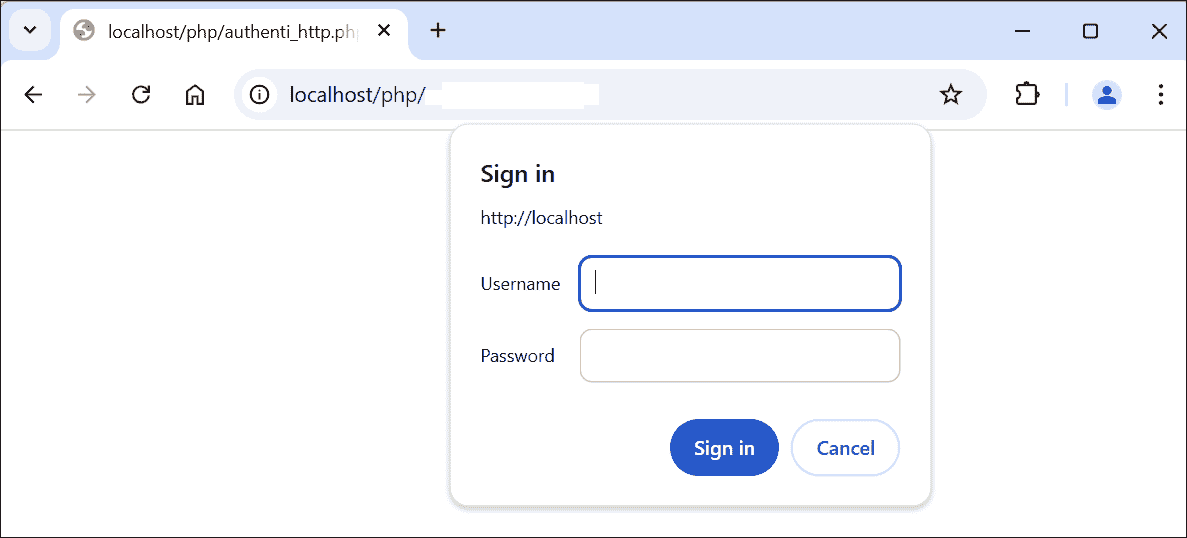 localhost/php/authenti_http.php
localhost/php/
Sign in
http://localhost
Username
Password
Sign in
Cancel